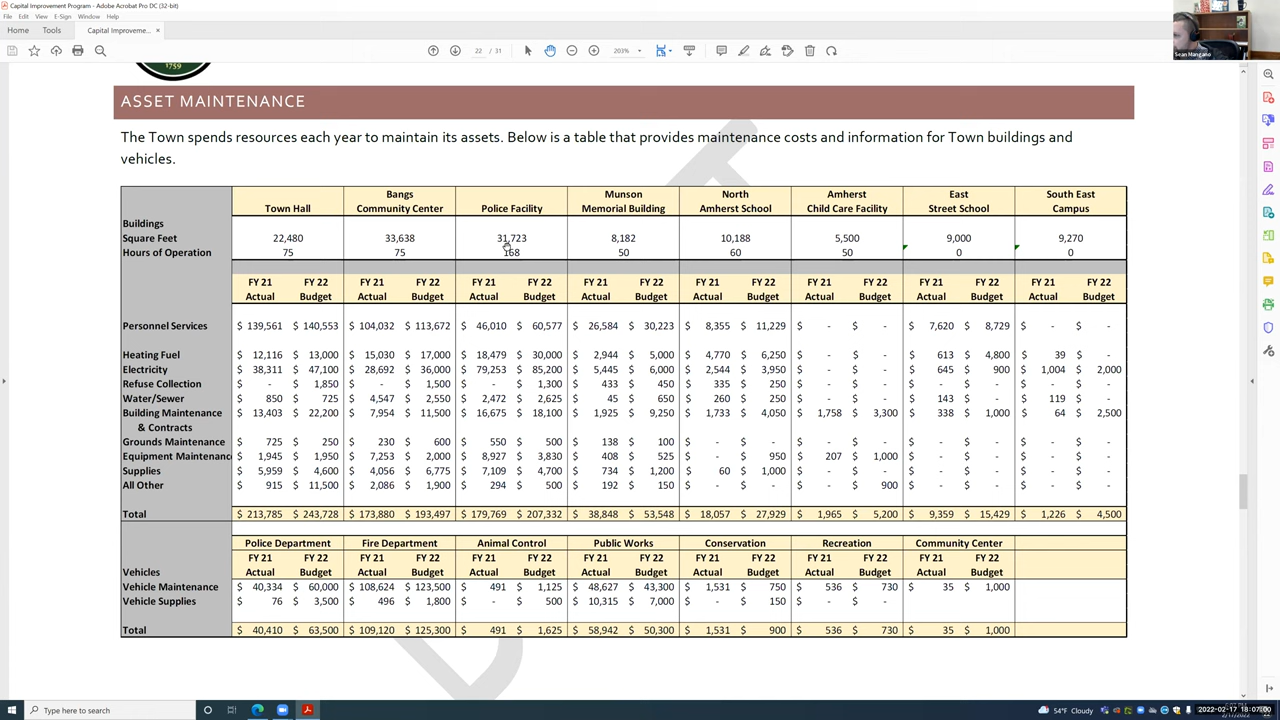 Capital Improvement Program - Adobe Acrobat Pro DC (32-bit)
File Edit View E-Sign Window Help
Home Tools Capital Improveme... ×
22 / 31 203%
Sean Mangano
1759
ASSET MAINTENANCE
The Town spends resources each year to maintain its assets. Below is a table that provides maintenance costs and information for Town buildings and
vehicles.
Bangs Munson North Amherst East South East
Town Hall Community Center Police Facility Memorial Building Amherst School Child Care Facility Street School Campus
Buildings
Square Feet 22,480 33,638 31,723 8,182 10,188 5,500 9,000 9,270
Hours of Operation 75 75 168 50 60 50 0 0
FY 21 FY 22 FY 21 FY 22 FY 21 FY 22 FY 21 FY 22 FY 21 FY 22 FY 21 FY 22 FY 21 FY 22 FY 21 FY 22
Actual Budget Actual Budget Actual Budget Actual Budget Actual Budget Actual Budget Actual Budget Actual Budget
Personnel Services $ 139,561 $ 140,553 $ 104,032 $ 113,672 $ 46,010 $ 60,577 $ 26,584 $ 30,223 $ 8,355 $ 11,229 $ - $ - $ 7,620 $ 8,729 $ - $ -
Heating Fuel $ 12,116 $ 13,000 $ 15,030 $ 17,000 $ 18,479 $ 30,000 $ 2,944 $ 5,000 $ 4,770 $ 6,250 $ - $ - $ 613 $ 4,800 $ 39 $ -
Electricity $ 38,311 $ 47,100 $ 28,692 $ 36,000 $ 79,253 $ 85,200 $ 5,445 $ 6,000 $ 2,544 $ 3,950 $ - $ - $ 645 $ 900 $ 1,004 $ 2,000
Refuse Collection $ - $ 1,850 $ - $ 1,500 $ - $ 1,300 $ 433 $ 450 $ 335 $ 250 $ - $ - $ - $ - $ - $ -
Water/Sewer $ 850 $ 725 $ 4,547 $ 2,550 $ 2,472 $ 2,625 $ 45 $ 650 $ 260 $ 250 $ - $ - $ 143 $ - $ 119 $ -
Building Maintenance $ 13,403 $ 22,200 $ 7,954 $ 11,500 $ 16,675 $ 18,100 $ 1,925 $ 9,250 $ 1,733 $ 4,050 $ 1,758 $ 3,300 $ 338 $ 1,000 $ 64 $ 2,500
& Contracts
Grounds Maintenance $ 725 $ 250 $ 230 $ 600 $ 550 $ 500 $ 138 $ 100 $ - $ - $ - $ - $ - $ - $ - $ -
Equipment Maintenanc $ 1,945 $ 1,950 $ 7,253 $ 2,000 $ 8,927 $ 3,830 $ 408 $ 525 $ - $ 950 $ 207 $ 1,000 $ - $ - $ - $ -
Supplies $ 5,959 $ 4,600 $ 4,056 $ 6,775 $ 7,109 $ 4,700 $ 734 $ 1,200 $ 60 $ 1,000 $ - $ - $ - $ - $ - $ -
All Other $ 915 $ 11,500 $ 2,086 $ 1,900 $ 294 $ 500 $ 192 $ 150 $ - $ - $ - $ 900 $ - $ - $ - $ -
Total $ 213,785 $ 243,728 $ 173,880 $ 193,497 $ 179,769 $ 207,332 $ 38,848 $ 53,548 $ 18,057 $ 27,929 $ 1,965 $ 5,200 $ 9,359 $ 15,429 $ 1,226 $ 4,500
Police Department Fire Department Animal Control Public Works Conservation Recreation Community Center
FY 21 FY 22 FY 21 FY 22 FY 21 FY 22 FY 21 FY 22 FY 21 FY 22 FY 21 FY 22 FY 21 FY 22
Vehicles Actual Budget Actual Budget Actual Budget Actual Budget Actual Budget Actual Budget Actual Budget
Vehicle Maintenance $ 40,334 $ 60,000 $ 108,624 $ 123,500 $ 491 $ 1,125 $ 48,627 $ 43,300 $ 1,531 $ 750 $ 536 $ 730 $ 35 $ 1,000
Vehicle Supplies $ 76 $ 3,500 $ 496 $ 1,800 $ - $ 500 $ 10,315 $ 7,000 $ - $ 150 $ - $ -
Total $ 40,410 $ 63,500 $ 109,120 $ 125,300 $ 491 $ 1,625 $ 58,942 $ 50,300 $ 1,531 $ 900 $ 536 $ 730 $ 35 $ 1,000
Type here to search
54°F Cloudy
2022-02-17 18:07:00